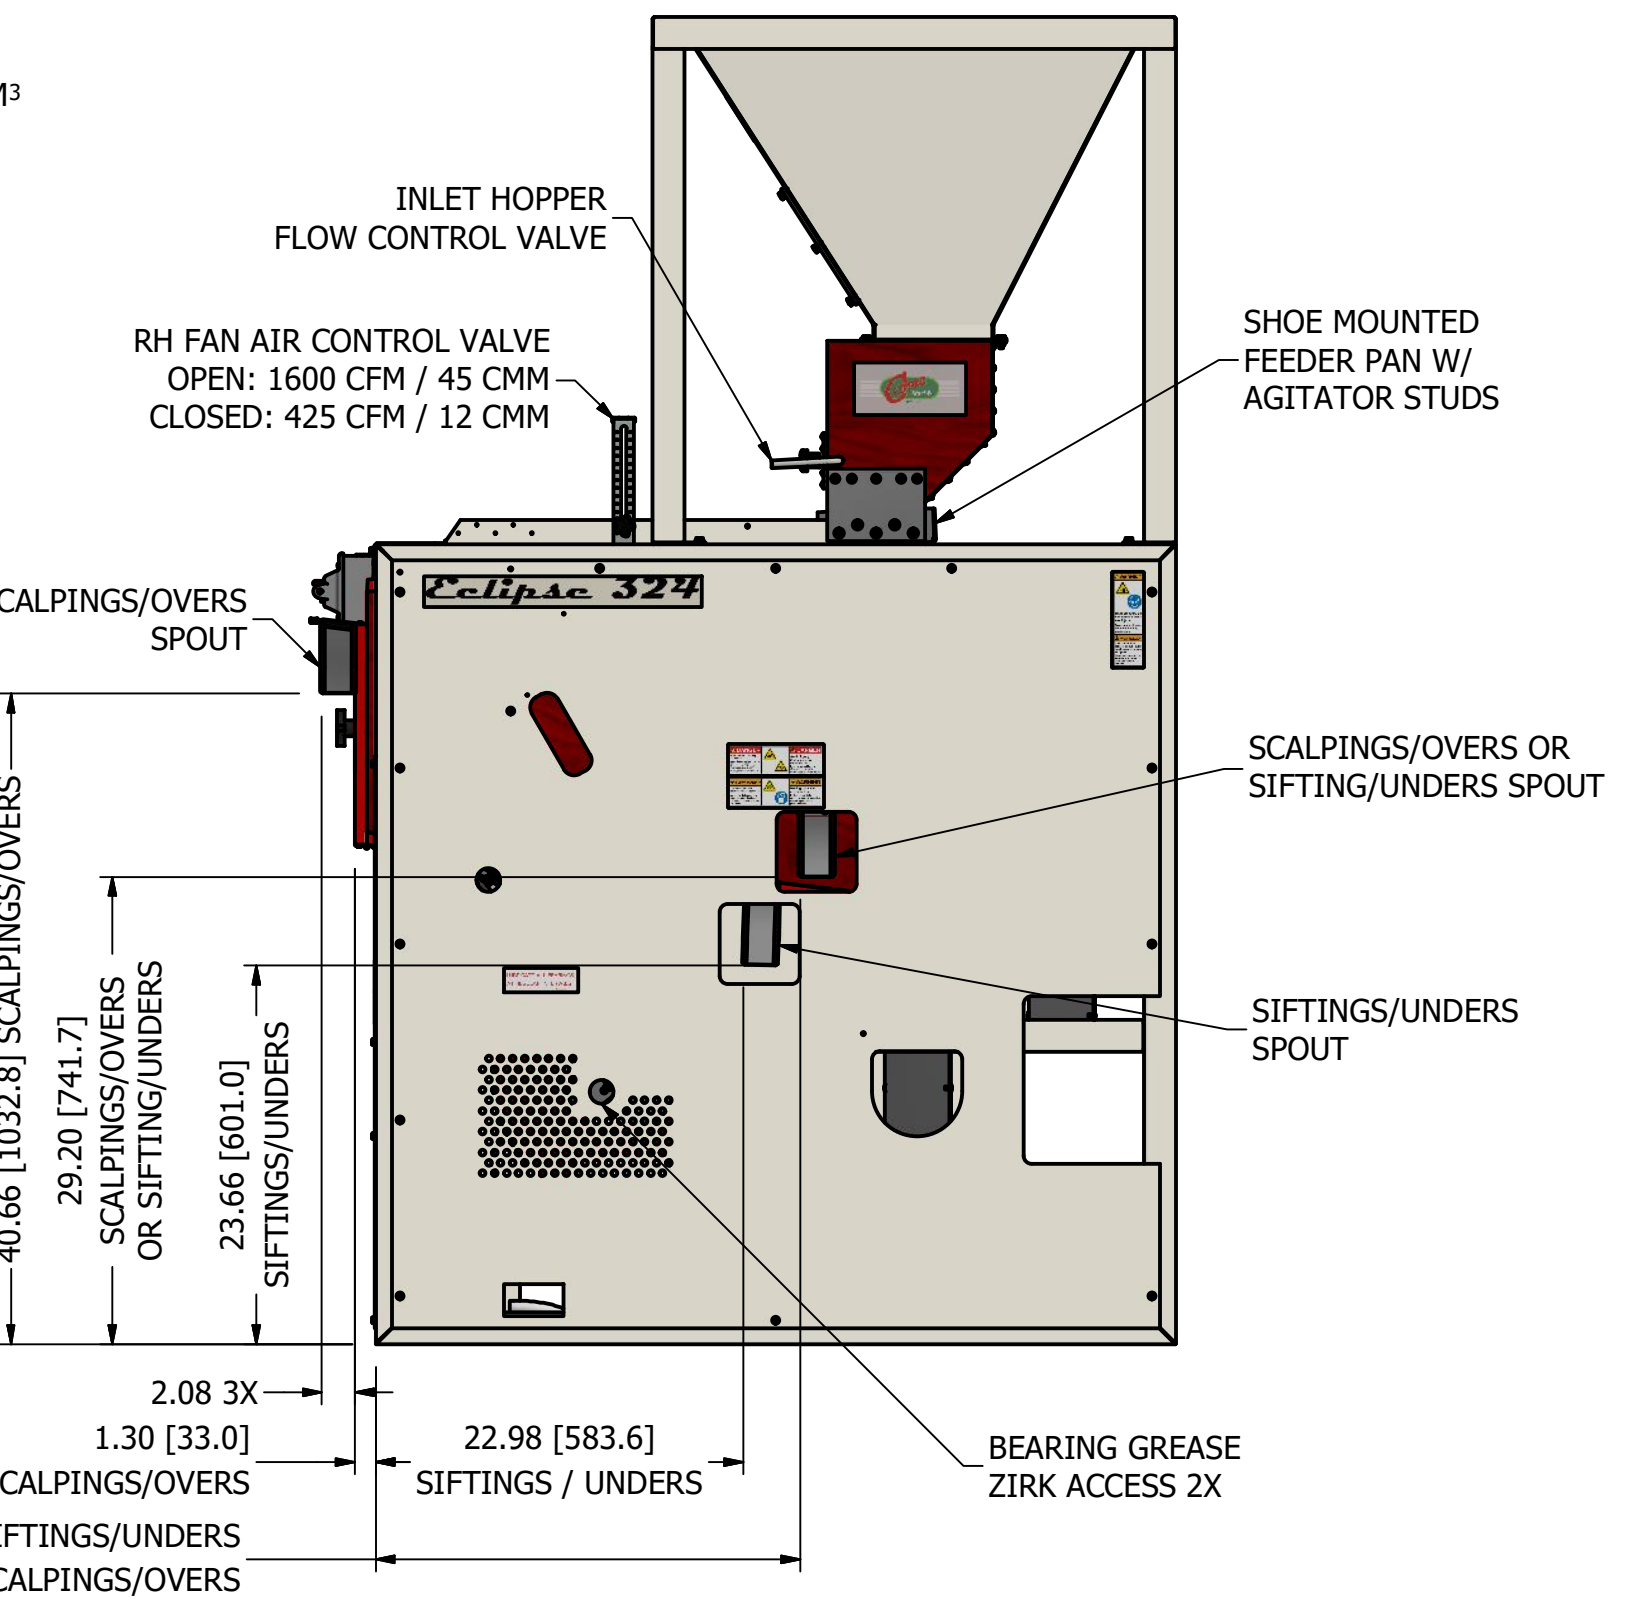 M³
INLET HOPPER
FLOW CONTROL VALVE
RH FAN AIR CONTROL VALVE
OPEN: 1600 CFM / 45 CMM
CLOSED: 425 CFM / 12 CMM
SHOE MOUNTED
FEEDER PAN W/
AGITATOR STUDS
Eclipse 324
CALPINGS/OVERS
SPOUT
SCALPINGS/OVERS OR
SIFTING/UNDERS SPOUT
SIFTINGS/UNDERS
SPOUT
40.66 [1032.8] SCALPINGS/OVERS
29.20 [741.7]
SCALPINGS/OVERS
OR SIFTING/UNDERS
23.66 [601.0]
SIFTINGS/UNDERS
2.08 3X
1.30 [33.0]
CALPINGS/OVERS
22.98 [583.6]
SIFTINGS / UNDERS
IFTINGS/UNDERS
CALPINGS/OVERS
BEARING GREASE
ZIRK ACCESS 2X